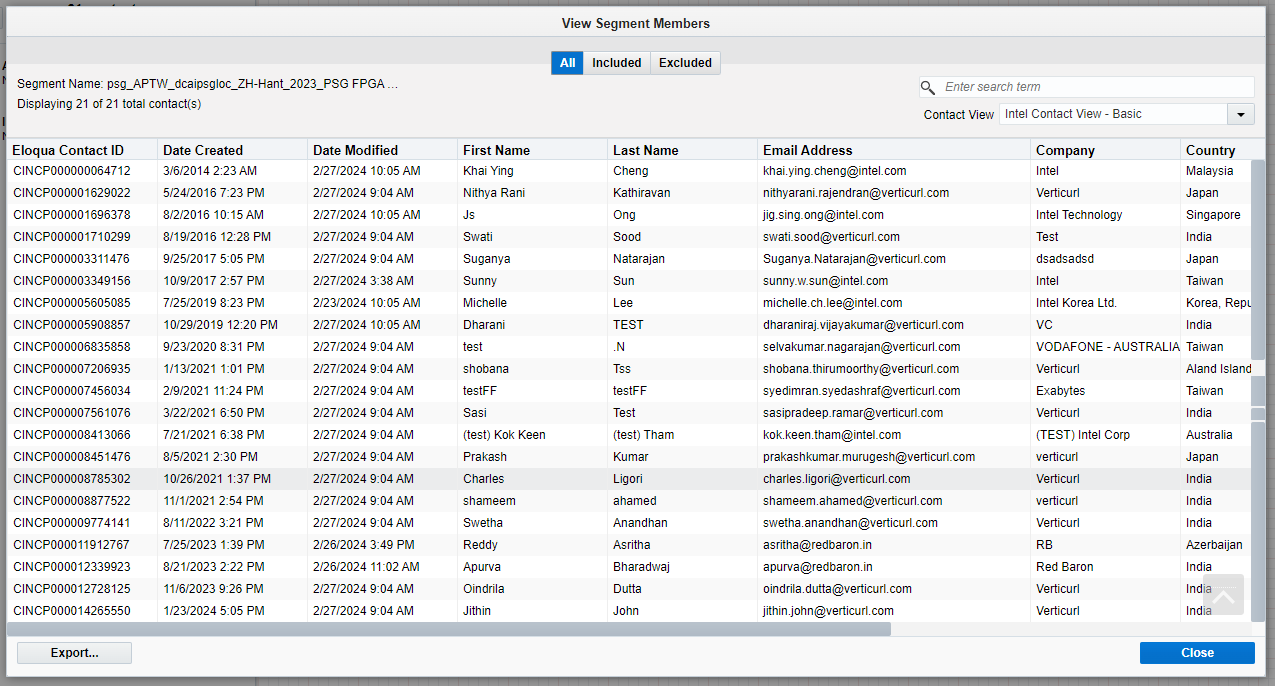 View Segment Members
All Included Excluded
Segment Name: psg_APTW_dcaipsgloc_ZH-Hant_2023_PSG FPGA ...
Displaying 21 of 21 total contact(s)
Enter search term
Contact View Intel Contact View - Basic
Eloqua Contact ID Date Created Date Modified First Name Last Name Email Address Company Country
CINCP000000064712 3/6/2014 2:23 AM 2/27/2024 10:05 AM Khai Ying Cheng khai.ying.cheng@intel.com Intel Malaysia
CINCP000001629022 5/24/2016 7:23 PM 2/27/2024 9:04 AM Nithya Rani Kathiravan nithyarani.rajendran@verticurl.com Verticurl Japan
CINCP000001696378 8/2/2016 10:15 AM 2/27/2024 10:05 AM Js Ong jig.sing.ong@intel.com Intel Technology Singapore
CINCP000001710299 8/19/2016 12:28 PM 2/27/2024 9:04 AM Swati Sood swati.sood@verticurl.com Test India
CINCP000003311476 9/25/2017 5:05 PM 2/27/2024 9:04 AM Suganya Natarajan Suganya.Natarajan@verticurl.com dsadsadsd Japan
CINCP000003349156 10/9/2017 2:57 PM 2/27/2024 3:38 AM Sunny Sun sunny.w.sun@intel.com Intel Taiwan
CINCP000005605085 7/25/2019 8:23 PM 2/23/2024 10:05 AM Michelle Lee michelle.ch.lee@intel.com Intel Korea Ltd. Korea, Repu
CINCP000005908857 10/29/2019 12:20 PM 2/27/2024 10:05 AM Dharani TEST dharaniraj.vijayakumar@verticurl.com VC India
CINCP000006835858 9/23/2020 8:31 PM 2/27/2024 9:04 AM test .N selvakumar.nagarajan@verticurl.com VODAFONE - AUSTRALIA Taiwan
CINCP000007206935 1/13/2021 1:01 PM 2/27/2024 9:04 AM shobana Tss shobana.thirumoorthy@verticurl.com Verticurl Aland Island
CINCP000007456034 2/9/2021 11:24 PM 2/27/2024 9:04 AM testFF testFF syedimran.syedashraf@verticurl.com Exabytes Taiwan
CINCP000007561076 3/22/2021 6:50 PM 2/27/2024 9:04 AM Sasi Test sasipradeep.ramar@verticurl.com Verticurl India
CINCP000008413066 7/21/2021 6:38 PM 2/27/2024 9:04 AM (test) Kok Keen (test) Tham kok.keen.tham@intel.com (TEST) Intel Corp Australia
CINCP000008451476 8/5/2021 2:30 PM 2/27/2024 9:04 AM Prakash Kumar prakashkumar.murugesh@verticurl.com verticurl Japan
CINCP000008785302 10/26/2021 1:37 PM 2/27/2024 9:04 AM Charles Ligori charles.ligori@verticurl.com Verticurl India
CINCP000008877522 11/1/2021 2:54 PM 2/27/2024 9:04 AM shameem ahamed shameem.ahamed@verticurl.com verticurl India
CINCP000009774141 8/11/2022 3:21 PM 2/27/2024 9:04 AM Swetha Anandhan swetha.anandhan@verticurl.com Verticurl India
CINCP000011912767 7/25/2023 1:39 PM 2/26/2024 3:49 PM Reddy Asritha asritha@redbaron.in RB Azerbaijan
CINCP000012339923 8/21/2023 2:22 PM 2/26/2024 11:02 AM Apurva Bharadwaj apurva@redbaron.in Red Baron India
CINCP000012728125 11/6/2023 9:26 PM 2/27/2024 9:04 AM Oindrila Dutta oindrila.dutta@verticurl.com Verticurl India
CINCP000014265550 1/23/2024 5:05 PM 2/27/2024 9:04 AM Jithin John jithin.john@verticurl.com Verticurl India
Export... Close